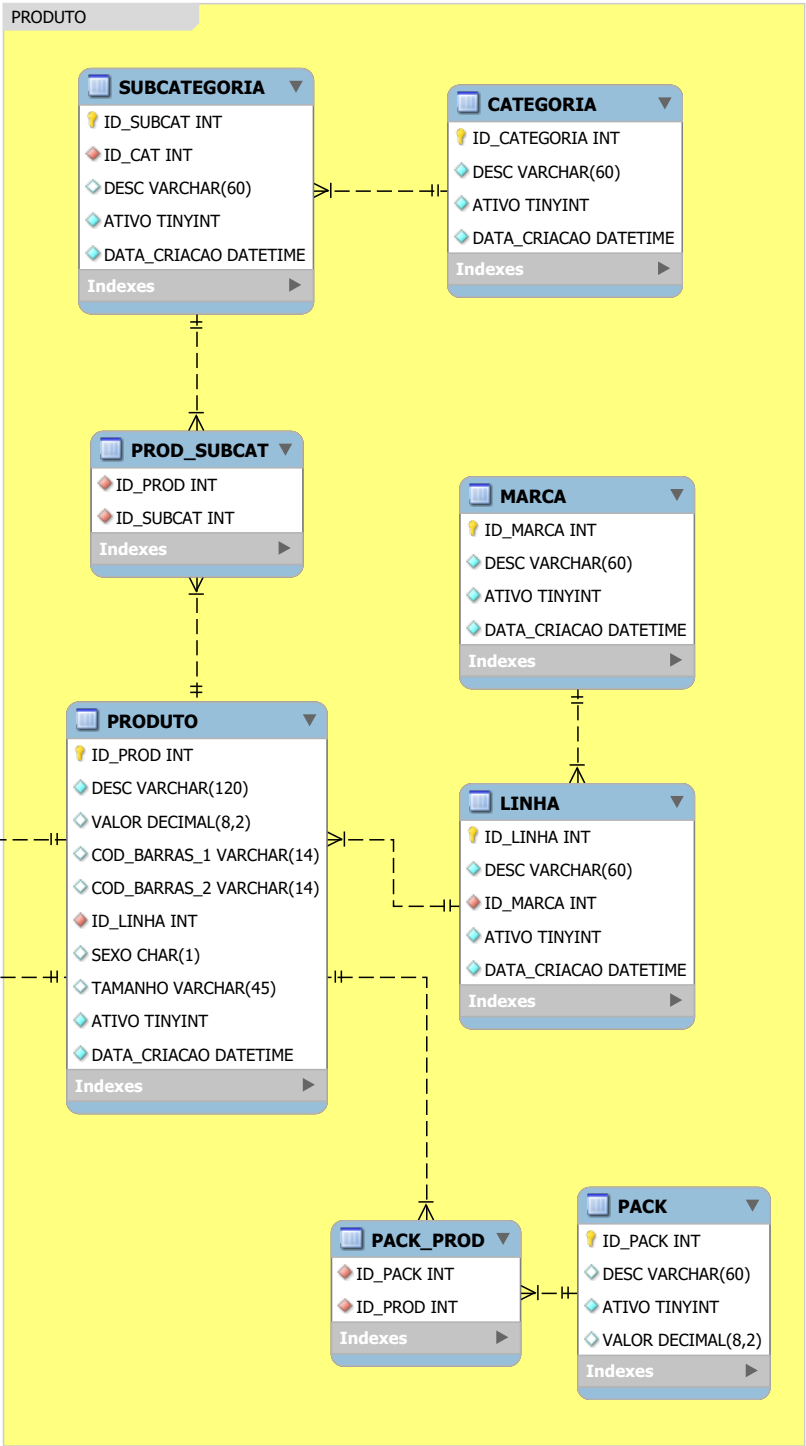 PRODUTO
SUBCATEGORIA
ID_SUBCAT INT
ID_CAT INT
DESC VARCHAR(60)
ATIVO TINYINT
DATA_CRIACAO DATETIME
Indexes
CATEGORIA
ID_CATEGORIA INT
DESC VARCHAR(60)
ATIVO TINYINT
DATA_CRIACAO DATETIME
Indexes
PROD_SUBCAT
ID_PROD INT
ID_SUBCAT INT
Indexes
MARCA
ID_MARCA INT
DESC VARCHAR(60)
ATIVO TINYINT
DATA_CRIACAO DATETIME
Indexes
PRODUTO
ID_PROD INT
DESC VARCHAR(120)
VALOR DECIMAL(8,2)
COD_BARRAS_1 VARCHAR(14)
COD_BARRAS_2 VARCHAR(14)
ID_LINHA INT
SEXO CHAR(1)
TAMANHO VARCHAR(45)
ATIVO TINYINT
DATA_CRIACAO DATETIME
Indexes
LINHA
ID_LINHA INT
DESC VARCHAR(60)
ID_MARCA INT
ATIVO TINYINT
DATA_CRIACAO DATETIME
Indexes
PACK_PROD
ID_PACK INT
ID_PROD INT
Indexes
PACK
ID_PACK INT
DESC VARCHAR(60)
ATIVO TINYINT
VALOR DECIMAL(8,2)
Indexes